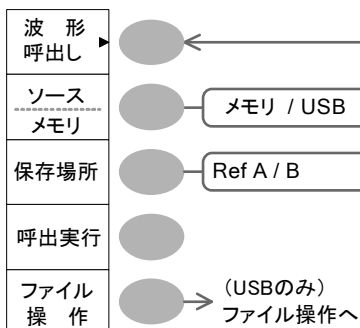 波 形
呼出し
ソース
メモリ
メモリ / USB
保存場所
Ref A / B
呼出実行
ファイル
操 作
(USBのみ)
ファイル操作へ